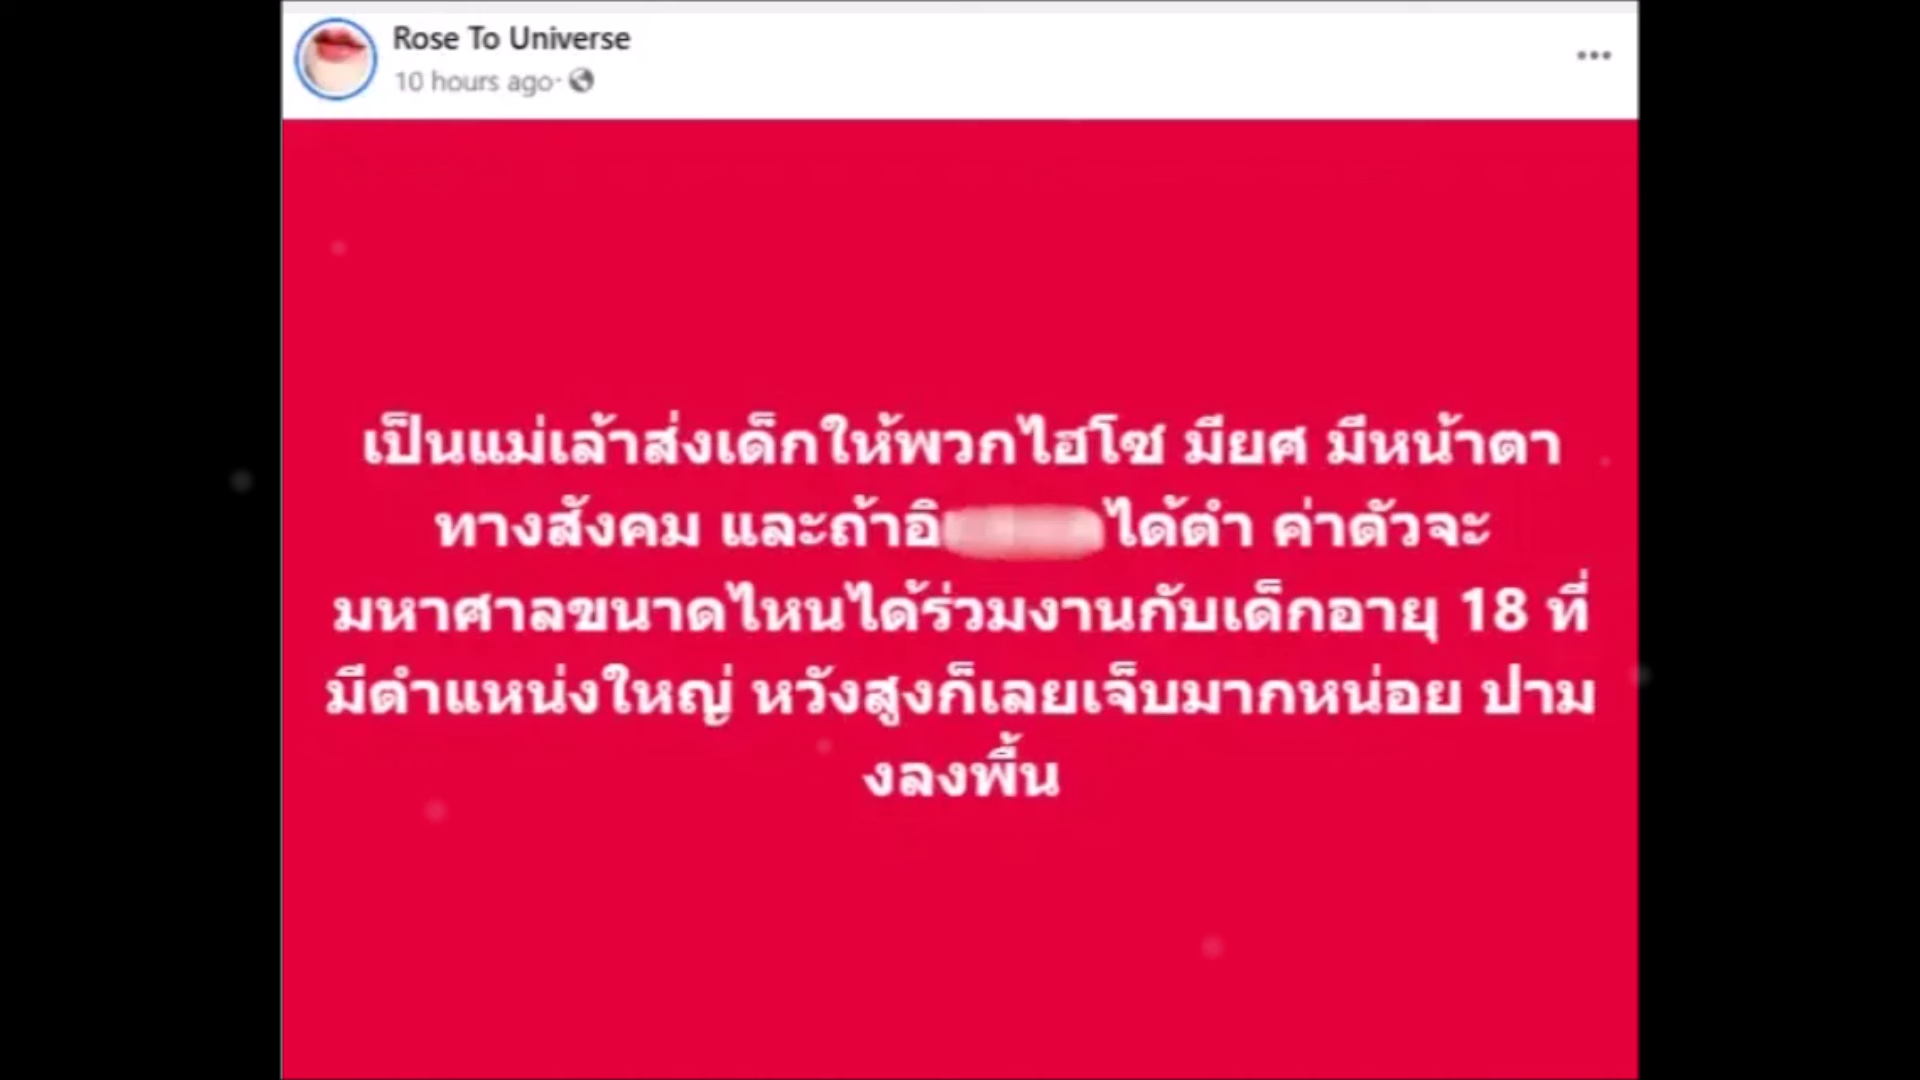 Rose To Universe
10 hours ago·
เป็นแม่เล้าส่งเด็กให้พวกไฮโซ มียศ มีหน้าตา
ทางสังคม และถ้าอิ ได้ตำ ค่าตัวจะ
มหาศาลขนาดไหนได้ร่วมงานกับเด็กอายุ 18 ที่
มีตำแหน่งใหญ่ หวังสูงก็เลยเจ็บมากหน่อย ปาม
งลงพื้น